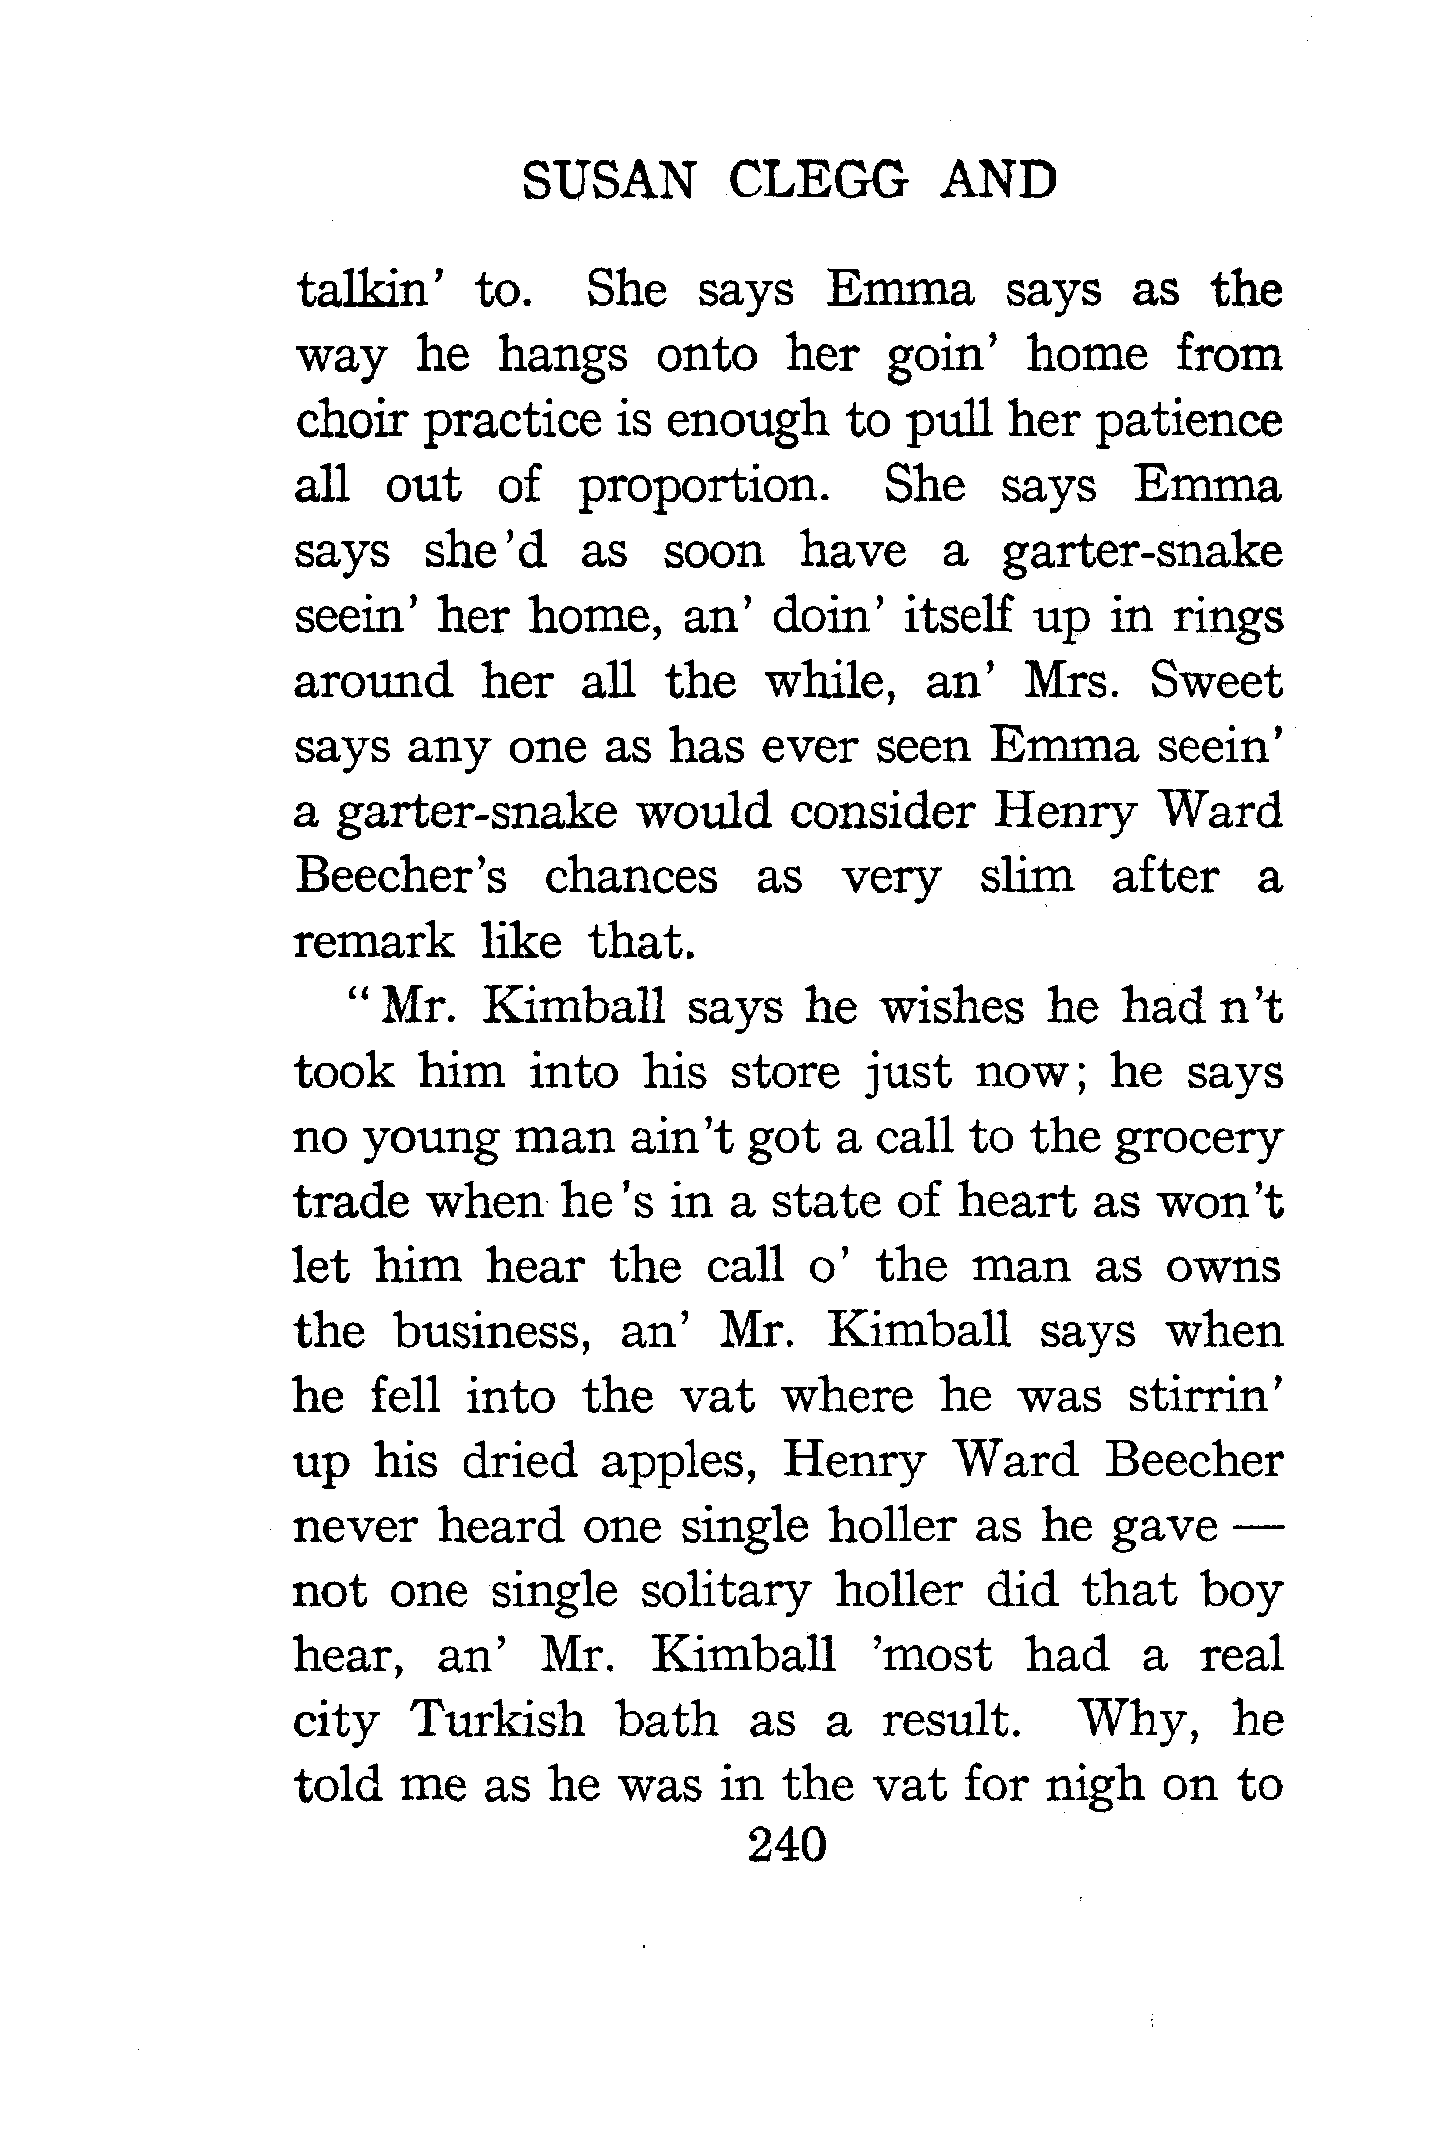 SUSAN CLEGG AND
talkin' to. She says Emma says as the
way he hangs onto her goin' home from
choir practice is enough to pull her patience
all out of proportion. She says Emma
says she'd as soon have a garter-snake
seein' her home, an' doin' itself up in rings
around her all the while, an' Mrs. Sweet
says any one as has ever seen Emma seein'
a garter-snake would consider Henry Ward
Beecher's chances as very slim after a
remark like that.
"Mr. Kimball says he wishes he had n't
took him into his store just now; he says
no young man ain't got a call to the grocery
trade when he's in a state of heart as won't
let him hear the call o' the man as owns
the business, an' Mr. Kimball says when
he fell into the vat where he was stirrin'
up his dried apples, Henry Ward Beecher
never heard one single holler as he gave —
not one single solitary holler did that boy
hear, an' Mr. Kimball 'most had a real
city Turkish bath as a result. Why, he
told me as he was in the vat for nigh on to
240